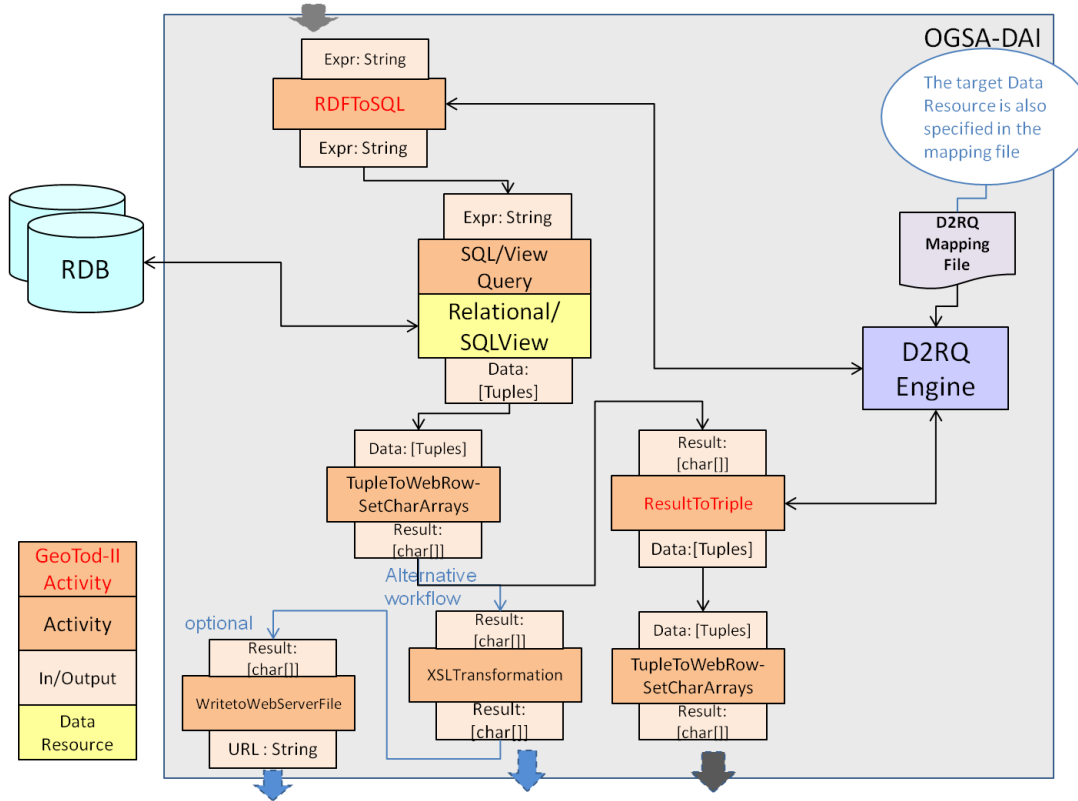 OGSA-DAI
Expr: String
RDFToSQL
Expr: String
The target Data
Resource is also
specified in the
mapping file
Expr: String
SQL/View
Query
Relational/
SQLView
Data:
[Tuples]
RDB
D2RQ
Mapping
File
D2RQ
Engine
Data: [Tuples]
TupleToWebRow-
SetCharArrays
Result:
[char[]]
Result:
[char[]]
ResultToTriple
Data:[Tuples]
Alternative
workflow
optional
Result:
[char[]]
WritetoWebServerFile
URL : String
Result:
[char[]]
XSLTransformation
Result:
[char[]]
Data: [Tuples]
TupleToWebRow-
SetCharArrays
Result:
[char[]]
GeoTod-II
Activity
Activity
In/Output
Data
Resource